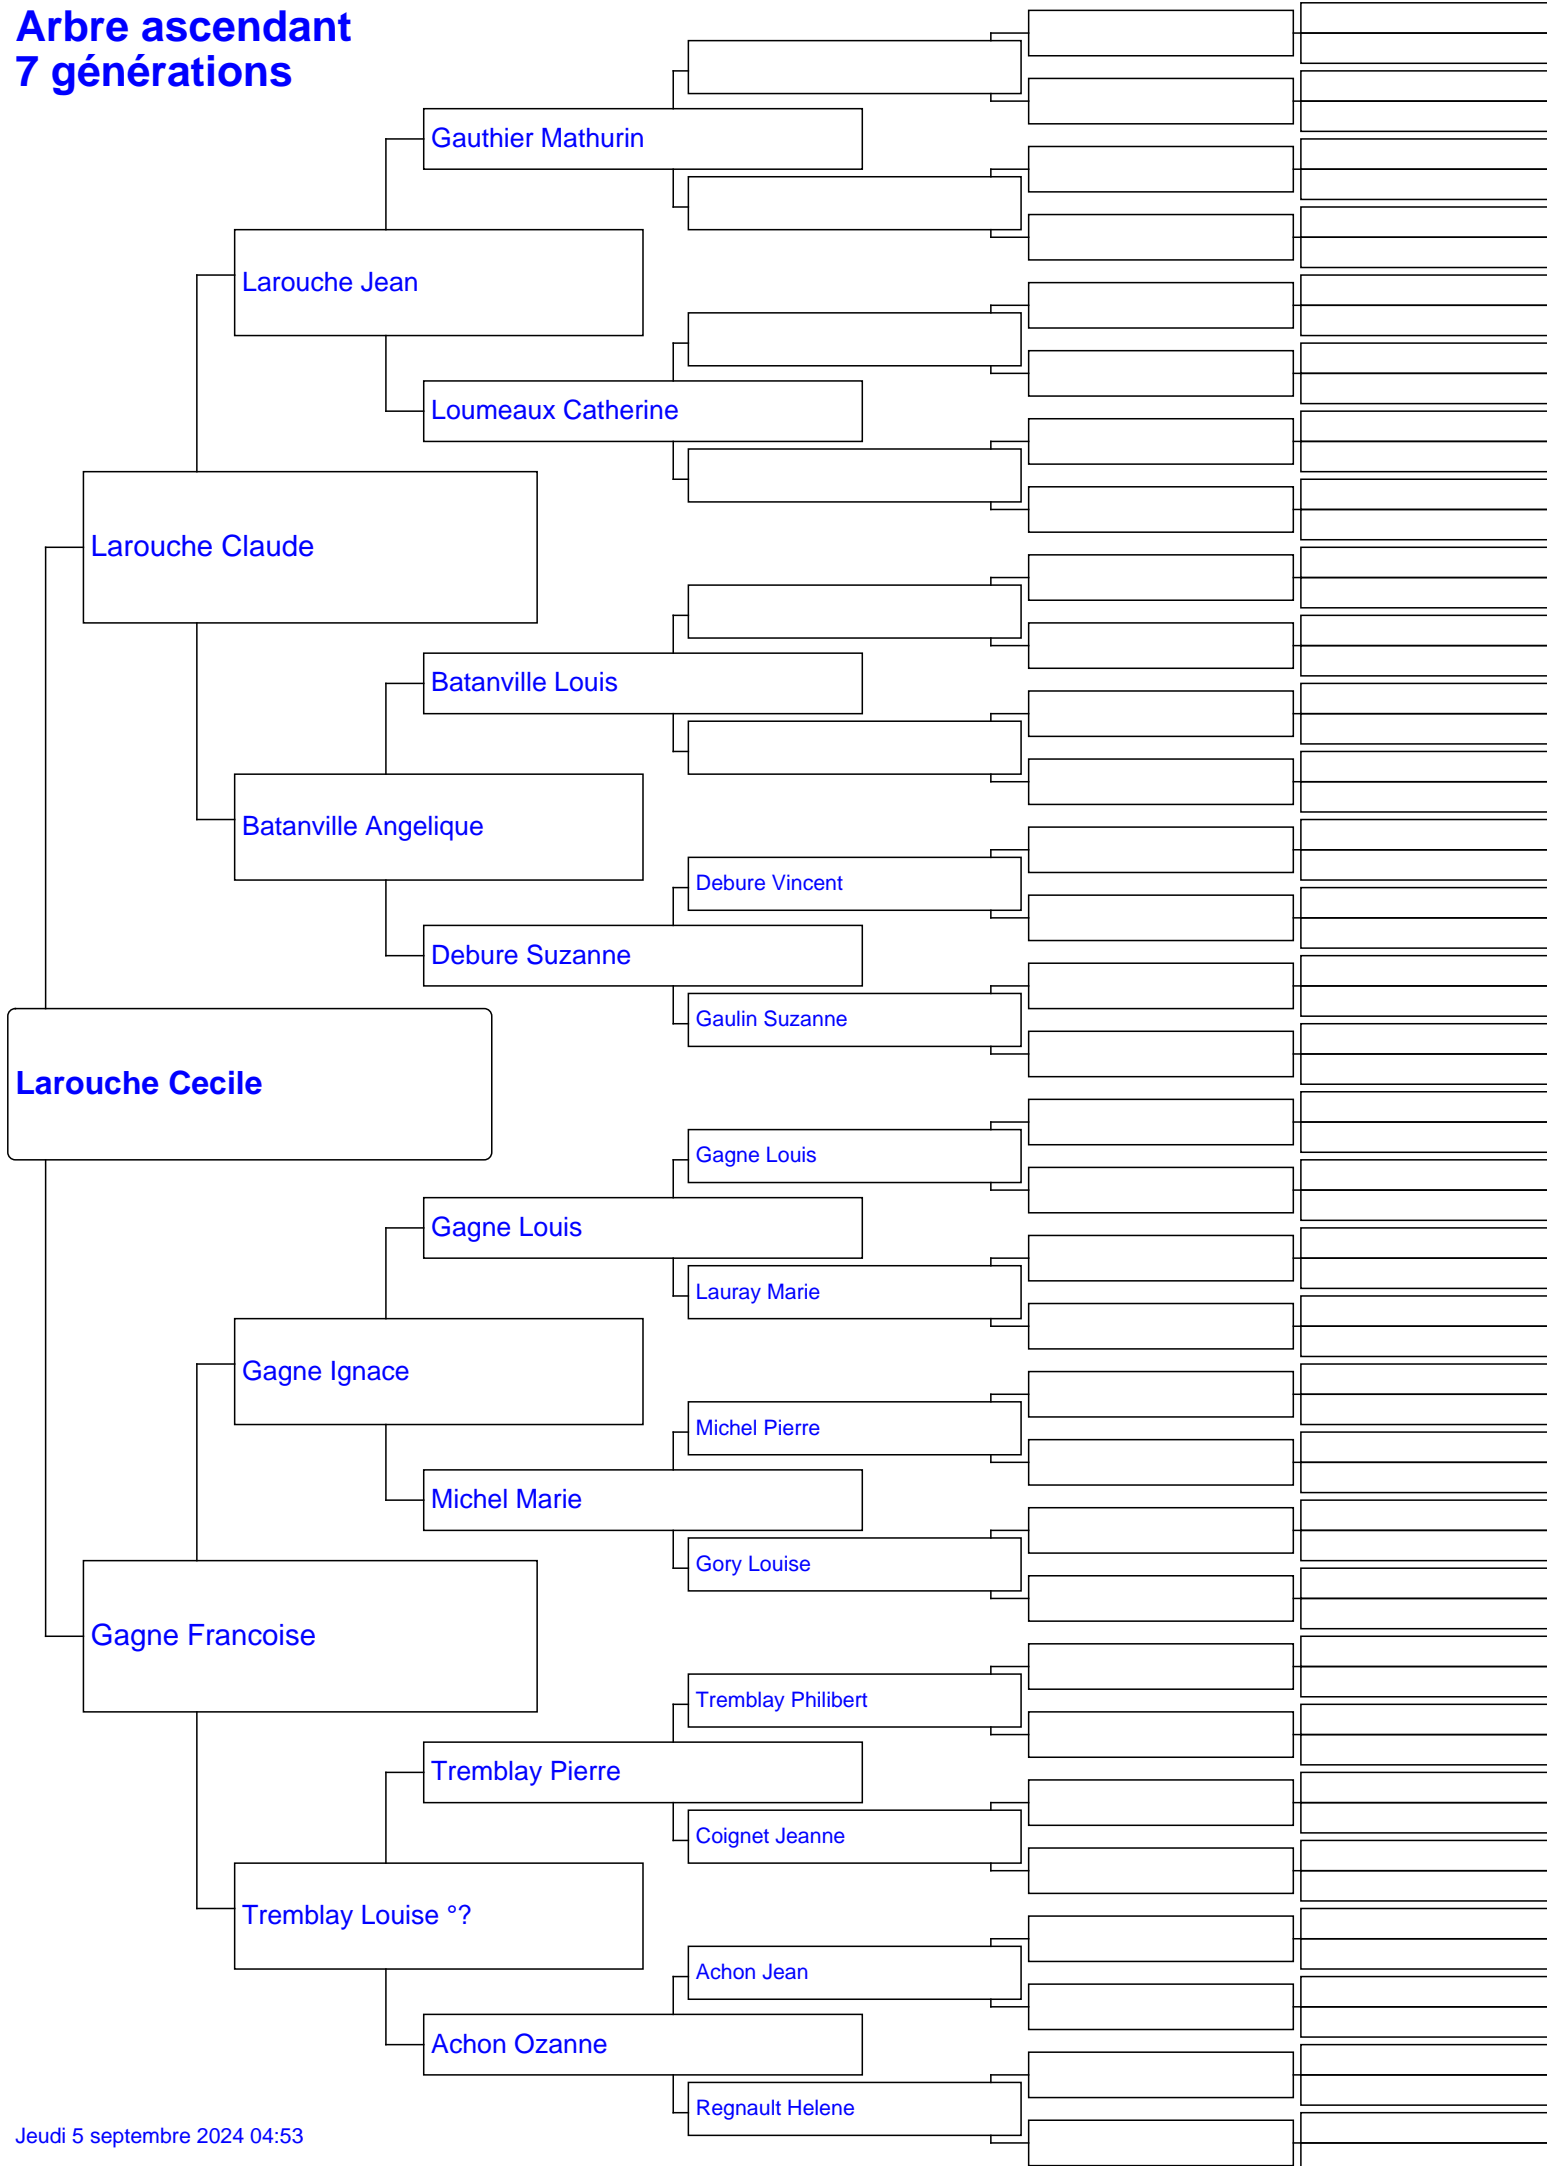 Arbre ascendant
7 générations
Gauthier Mathurin
Larouche Jean
Loumeaux Catherine
Larouche Claude
Batanville Louis
Batanville Angelique
Debure Vincent
Debure Suzanne
Gaulin Suzanne
Larouche Cecile
Gagne Louis
Gagne Louis
Lauray Marie
Gagne Ignace
Michel Pierre
Michel Marie
Gory Louise
Gagne Francoise
Tremblay Philibert
Tremblay Pierre
Coignet Jeanne
Tremblay Louise °?
Achon Jean
Achon Ozanne
Regnault Helene
Jeudi 5 septembre 2024 04:53